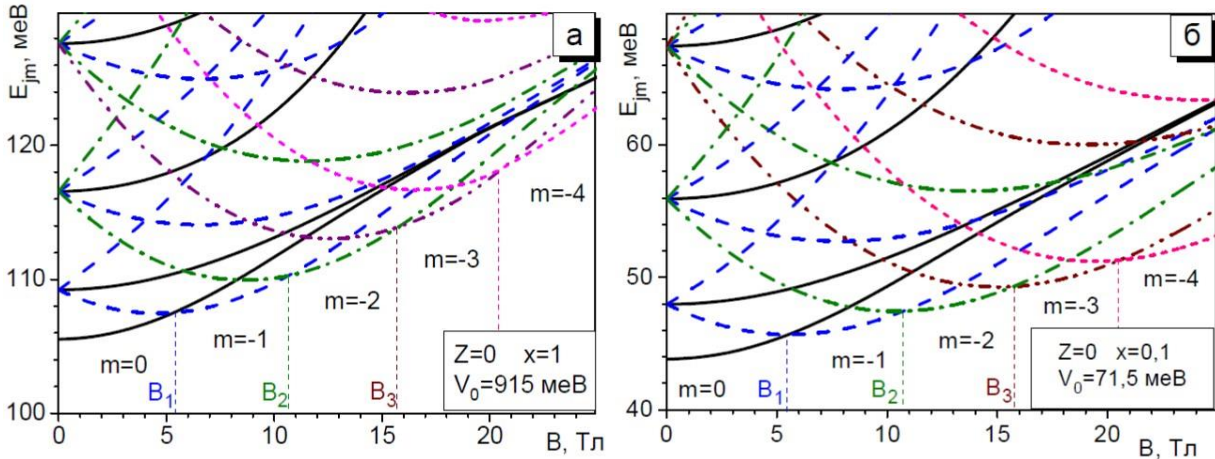 E_jm, меВ
а
120
110
100
m=0
m=-1
m=-2
m=-3
m=-4
B₁
B₂
B₃
Z=0 x=1
V₀=915 меВ
0 5 10 15 20
B, Тл
E_jm, меВ
б
60
50
40
m=0
m=-1
m=-2
m=-3
m=-4
B₁
B₂
B₃
Z=0 x=0,1
V₀=71,5 меВ
0 5 10 15 20
B, Тл